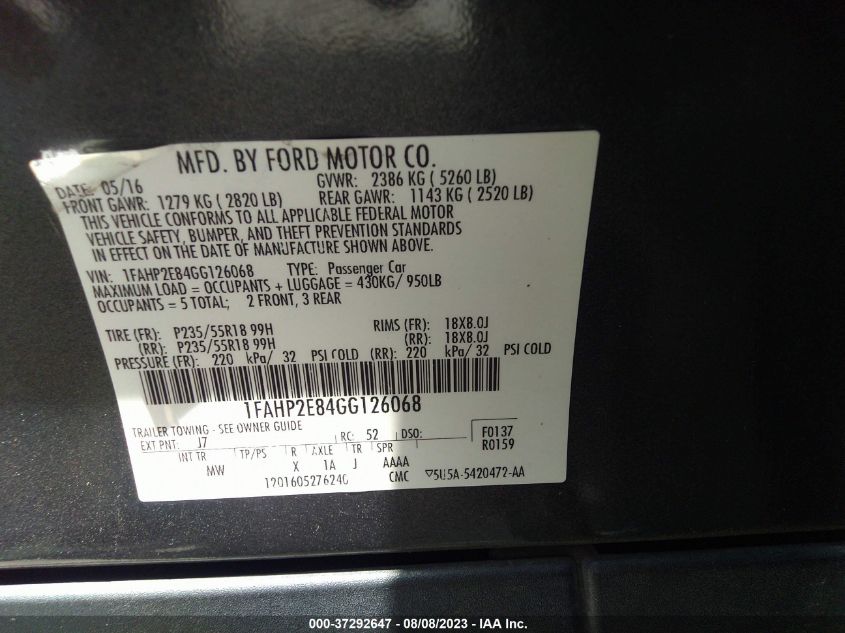 MFD. BY FORD MOTOR CO.
DATE: 05/16 GVWR: 2386 KG ( 5260 LB)
FRONT GAWR: 1279 KG ( 2820 LB) REAR GAWR: 1143 KG ( 2520 LB)
THIS VEHICLE CONFORMS TO ALL APPLICABLE FEDERAL MOTOR
VEHICLE SAFETY, BUMPER, AND THEFT PREVENTION STANDARDS
IN EFFECT ON THE DATE OF MANUFACTURE SHOWN ABOVE.
VIN: 1FAHP2E84GG126068 TYPE: Passenger Car
MAXIMUM LOAD = OCCUPANTS + LUGGAGE = 430KG/ 950LB
OCCUPANTS = 5 TOTAL; 2 FRONT, 3 REAR
TIRE (FR): P235/55R18 99H RIMS (FR): 18X8.0J
(RR): P235/55R18 99H (RR): 18X8.0J
PRESSURE (FR): 220 kPa/ 32 PSI COLD (RR): 220 kPa/ 32 PSI COLD
1FAHP2E84GG126068
TRAILER TOWING - SEE OWNER GUIDE
EXT PNT: J7 RC: 52 DSO: F0137
R0159
INT TR TP/PS R AXLE TR SPR
MW X 1A J AAAA
1201605276240 CMC ▽5U5A-5420472-AA
000-37292647 - 08/08/2023 - IAA Inc.